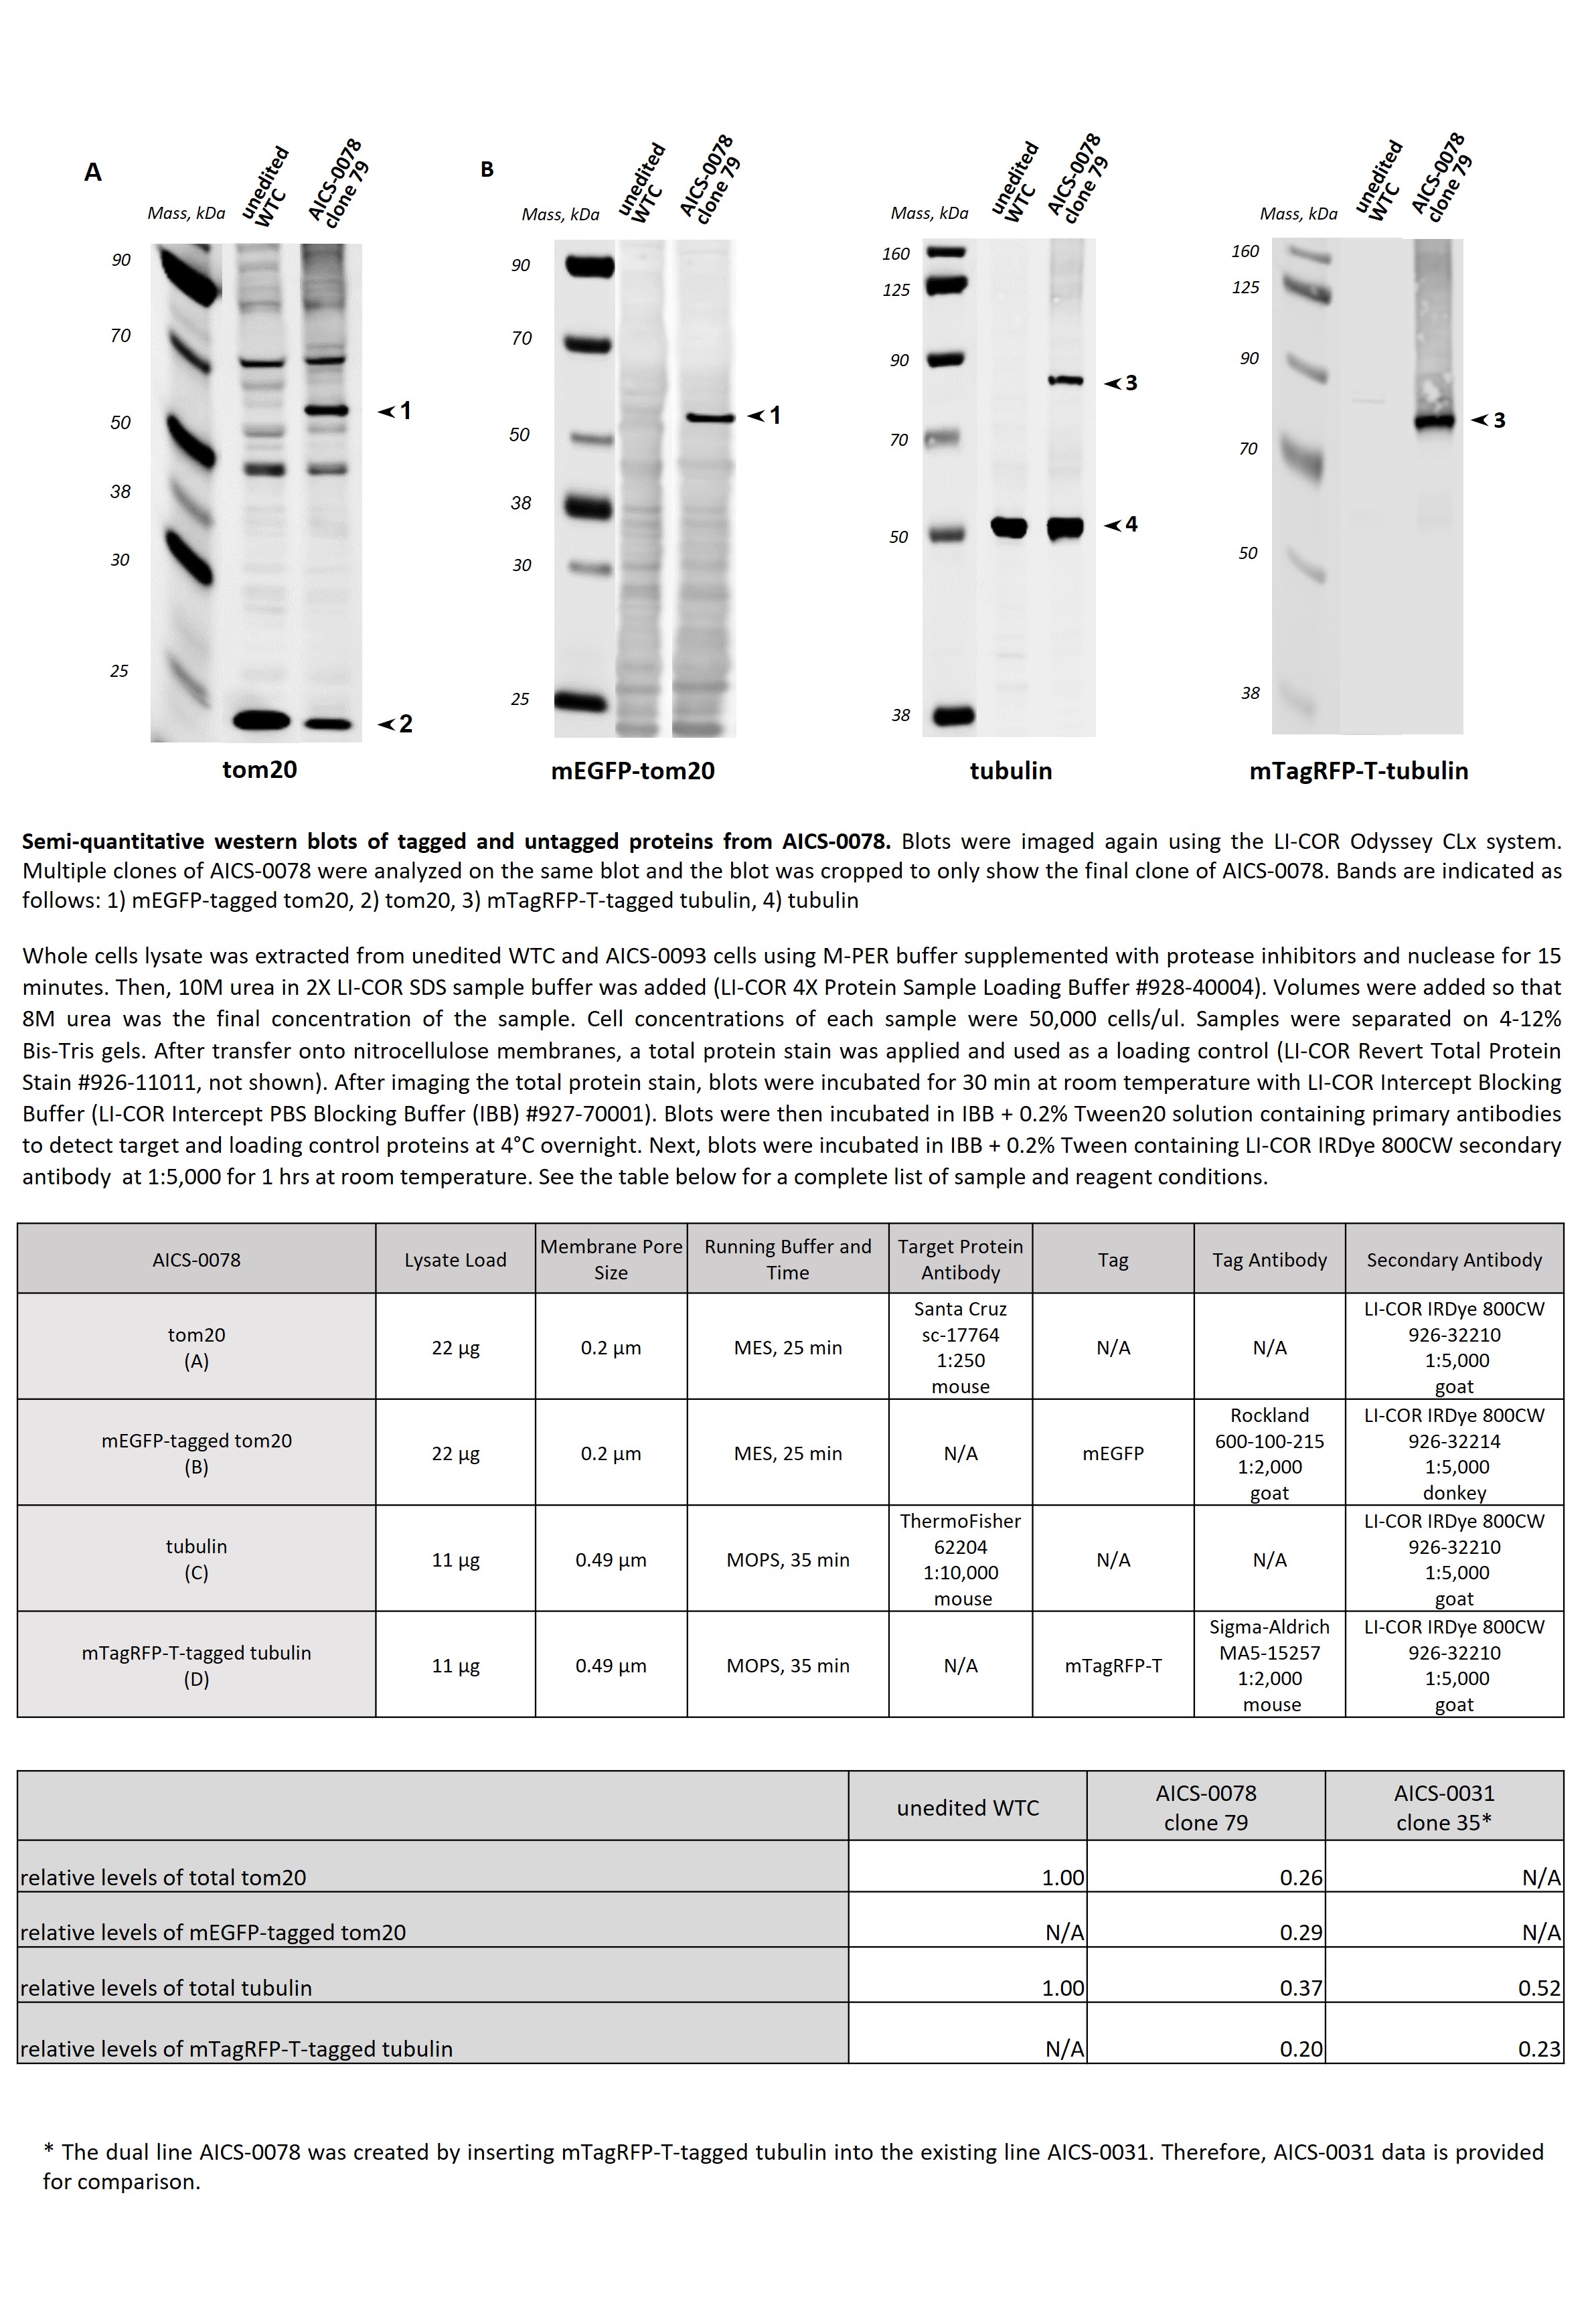 A
Mass, kDa
unedited
WTC
AICS-0078
clone 79
90
70
50
38
30
25
1
2
tom20
B
Mass, kDa
unedited
WTC
AICS-0078
clone 79
90
70
50
38
30
25
1
mEGFP-tom20
Mass, kDa
unedited
WTC
AICS-0078
clone 79
160
125
90
70
50
38
3
4
tubulin
Mass, kDa
unedited
WTC
AICS-0078
clone 79
160
125
90
70
50
38
3
mTagRFP-T-tubulin
Semi-quantitative western blots of tagged and untagged proteins from AICS-0078. Blots were imaged again using the LI-COR Odyssey CLx system.
Multiple clones of AICS-0078 were analyzed on the same blot and the blot was cropped to only show the final clone of AICS-0078. Bands are indicated as
follows: 1) mEGFP-tagged tom20, 2) tom20, 3) mTagRFP-T-tagged tubulin, 4) tubulin
Whole cells lysate was extracted from unedited WTC and AICS-0093 cells using M-PER buffer supplemented with protease inhibitors and nuclease for 15
minutes. Then, 10M urea in 2X LI-COR SDS sample buffer was added (LI-COR 4X Protein Sample Loading Buffer #928-40004). Volumes were added so that
8M urea was the final concentration of the sample. Cell concentrations of each sample were 50,000 cells/ul. Samples were separated on 4-12%
Bis-Tris gels. After transfer onto nitrocellulose membranes, a total protein stain was applied and used as a loading control (LI-COR Revert Total Protein
Stain #926-11011, not shown). After imaging the total protein stain, blots were incubated for 30 min at room temperature with LI-COR Intercept Blocking
Buffer (LI-COR Intercept PBS Blocking Buffer (IBB) #927-70001). Blots were then incubated in IBB + 0.2% Tween20 solution containing primary antibodies
to detect target and loading control proteins at 4°C overnight. Next, blots were incubated in IBB + 0.2% Tween containing LI-COR IRDye 800CW secondary
antibody at 1:5,000 for 1 hrs at room temperature. See the table below for a complete list of sample and reagent conditions.
AICS-0078
Lysate Load
Membrane Pore
Size
Running Buffer and
Time
Target Protein
Antibody
Tag
Tag Antibody
Secondary Antibody
tom20
(A)
22 µg
0.2 µm
MES, 25 min
Santa Cruz
sc-17764
1:250
mouse
N/A
N/A
LI-COR IRDye 800CW
926-32210
1:5,000
goat
mEGFP-tagged tom20
(B)
22 µg
0.2 µm
MES, 25 min
N/A
mEGFP
Rockland
600-100-215
1:2,000
goat
LI-COR IRDye 800CW
926-32214
1:5,000
donkey
tubulin
(C)
11 µg
0.49 µm
MOPS, 35 min
ThermoFisher
62204
1:10,000
mouse
N/A
N/A
LI-COR IRDye 800CW
926-32210
1:5,000
goat
mTagRFP-T-tagged tubulin
(D)
11 µg
0.49 µm
MOPS, 35 min
N/A
mTagRFP-T
Sigma-Aldrich
MA5-15257
1:2,000
mouse
LI-COR IRDye 800CW
926-32210
1:5,000
goat
unedited WTC
AICS-0078
clone 79
AICS-0031
clone 35*
relative levels of total tom20
1.00
0.26
N/A
relative levels of mEGFP-tagged tom20
N/A
0.29
N/A
relative levels of total tubulin
1.00
0.37
0.52
relative levels of mTagRFP-T-tagged tubulin
N/A
0.20
0.23
* The dual line AICS-0078 was created by inserting mTagRFP-T-tagged tubulin into the existing line AICS-0031. Therefore, AICS-0031 data is provided
for comparison.